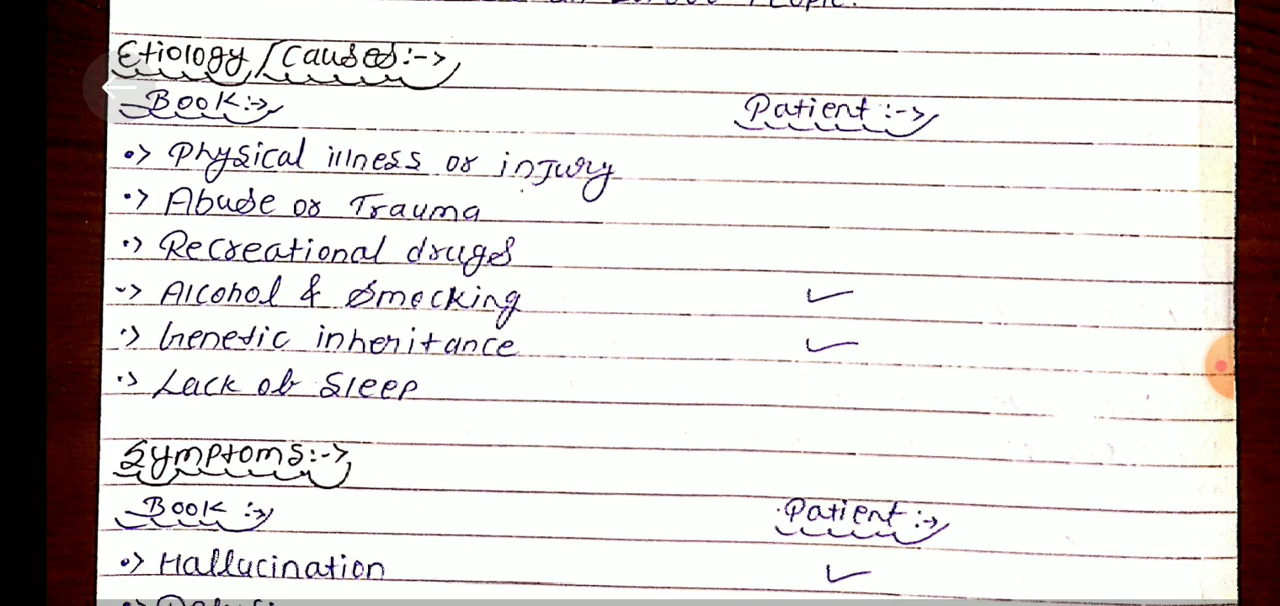 Etiology / Caused:->
Book:-> Patient:->
•> Physical illness or injury
•> Abuse or Trauma
•> Recreational druges
•> Alcohol & Smocking ✓
•> Genetic inheritance ✓
•> Lack of Sleep
Symptoms:->
Book:-> Patient:->
•> Hallucination ✓